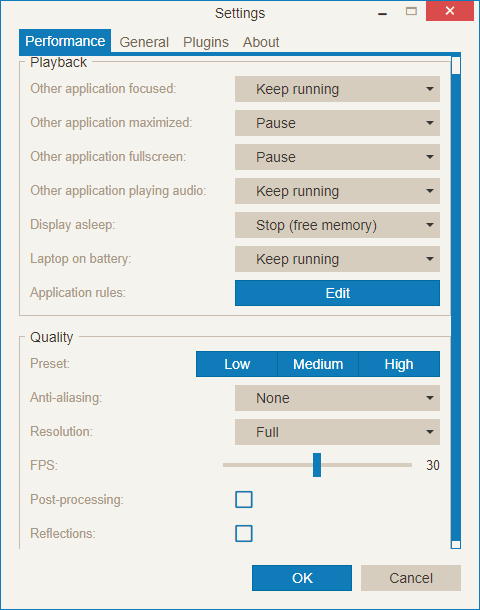 Settings
Performance General Plugins About
Playback
Other application focused: Keep running
Other application maximized: Pause
Other application fullscreen: Pause
Other application playing audio: Keep running
Display asleep: Stop (free memory)
Laptop on battery: Keep running
Application rules: Edit
Quality
Preset: Low Medium High
Anti-aliasing: None
Resolution: Full
FPS: 30
Post-processing:
Reflections:
OK Cancel